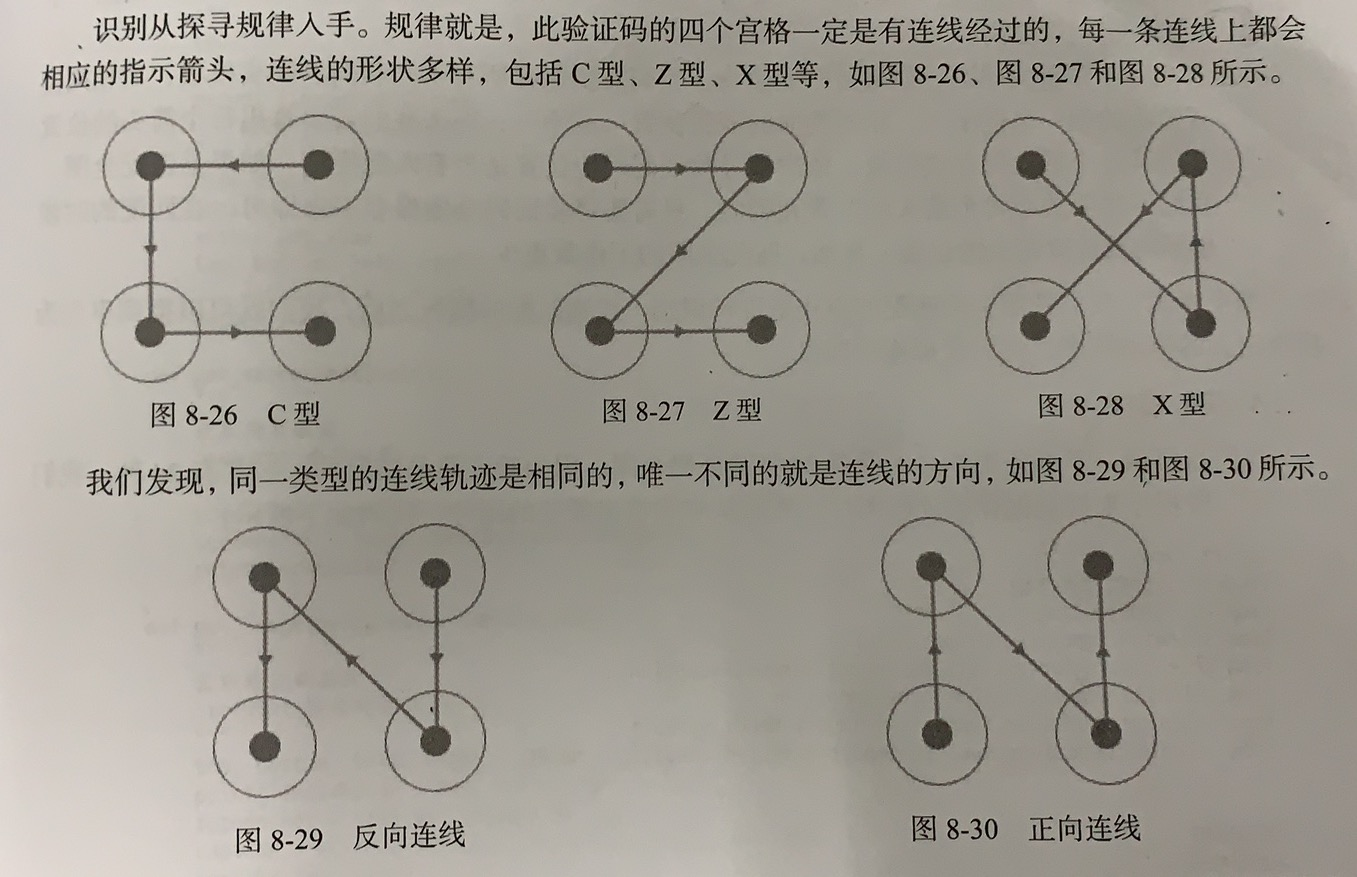 识别从探寻规律入手。规律就是，此验证码的四个宫格一定是有连线经过的，每一条连线上都会
相应的指示箭头，连线的形状多样，包括 C 型、Z 型、X 型等，如图 8-26、图 8-27 和图 8-28 所示。
图 8-26 C 型
图 8-27 Z 型
图 8-28 X 型
我们发现，同一类型的连线轨迹是相同的，唯一不同的就是连线的方向，如图 8-29 和图 8-30 所示。
图 8-29 反向连线
图 8-30 正向连线